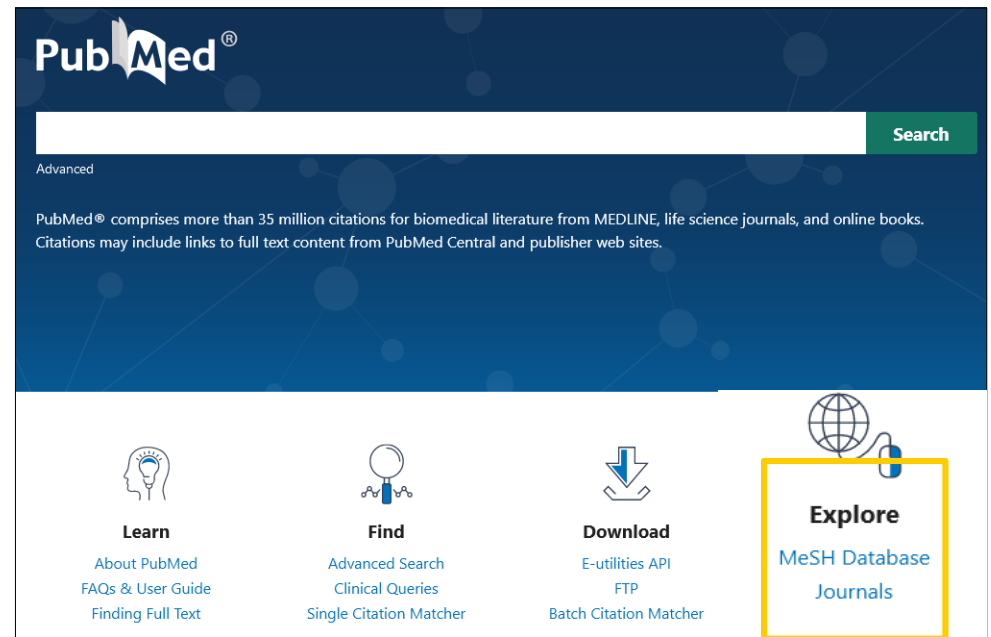 PubMed®
Search
Advanced
PubMed® comprises more than 35 million citations for biomedical literature from MEDLINE, life science journals, and online books.
Citations may include links to full text content from PubMed Central and publisher web sites.
Learn
About PubMed
FAQs & User Guide
Finding Full Text
Find
Advanced Search
Clinical Queries
Single Citation Matcher
Download
E-utilities API
FTP
Batch Citation Matcher
Explore
MeSH Database
Journals